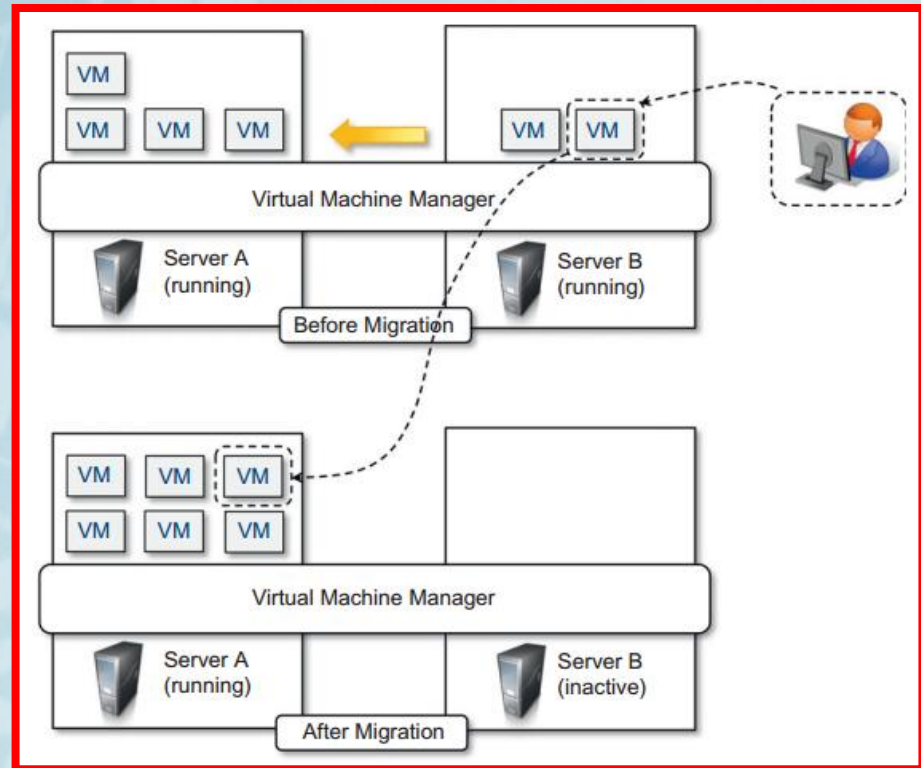 VM
VM VM VM VM VM
Virtual Machine Manager
Server A
(running)
Server B
(running)
Before Migration
VM VM VM
VM VM VM
Virtual Machine Manager
Server A
(running)
Server B
(inactive)
After Migration